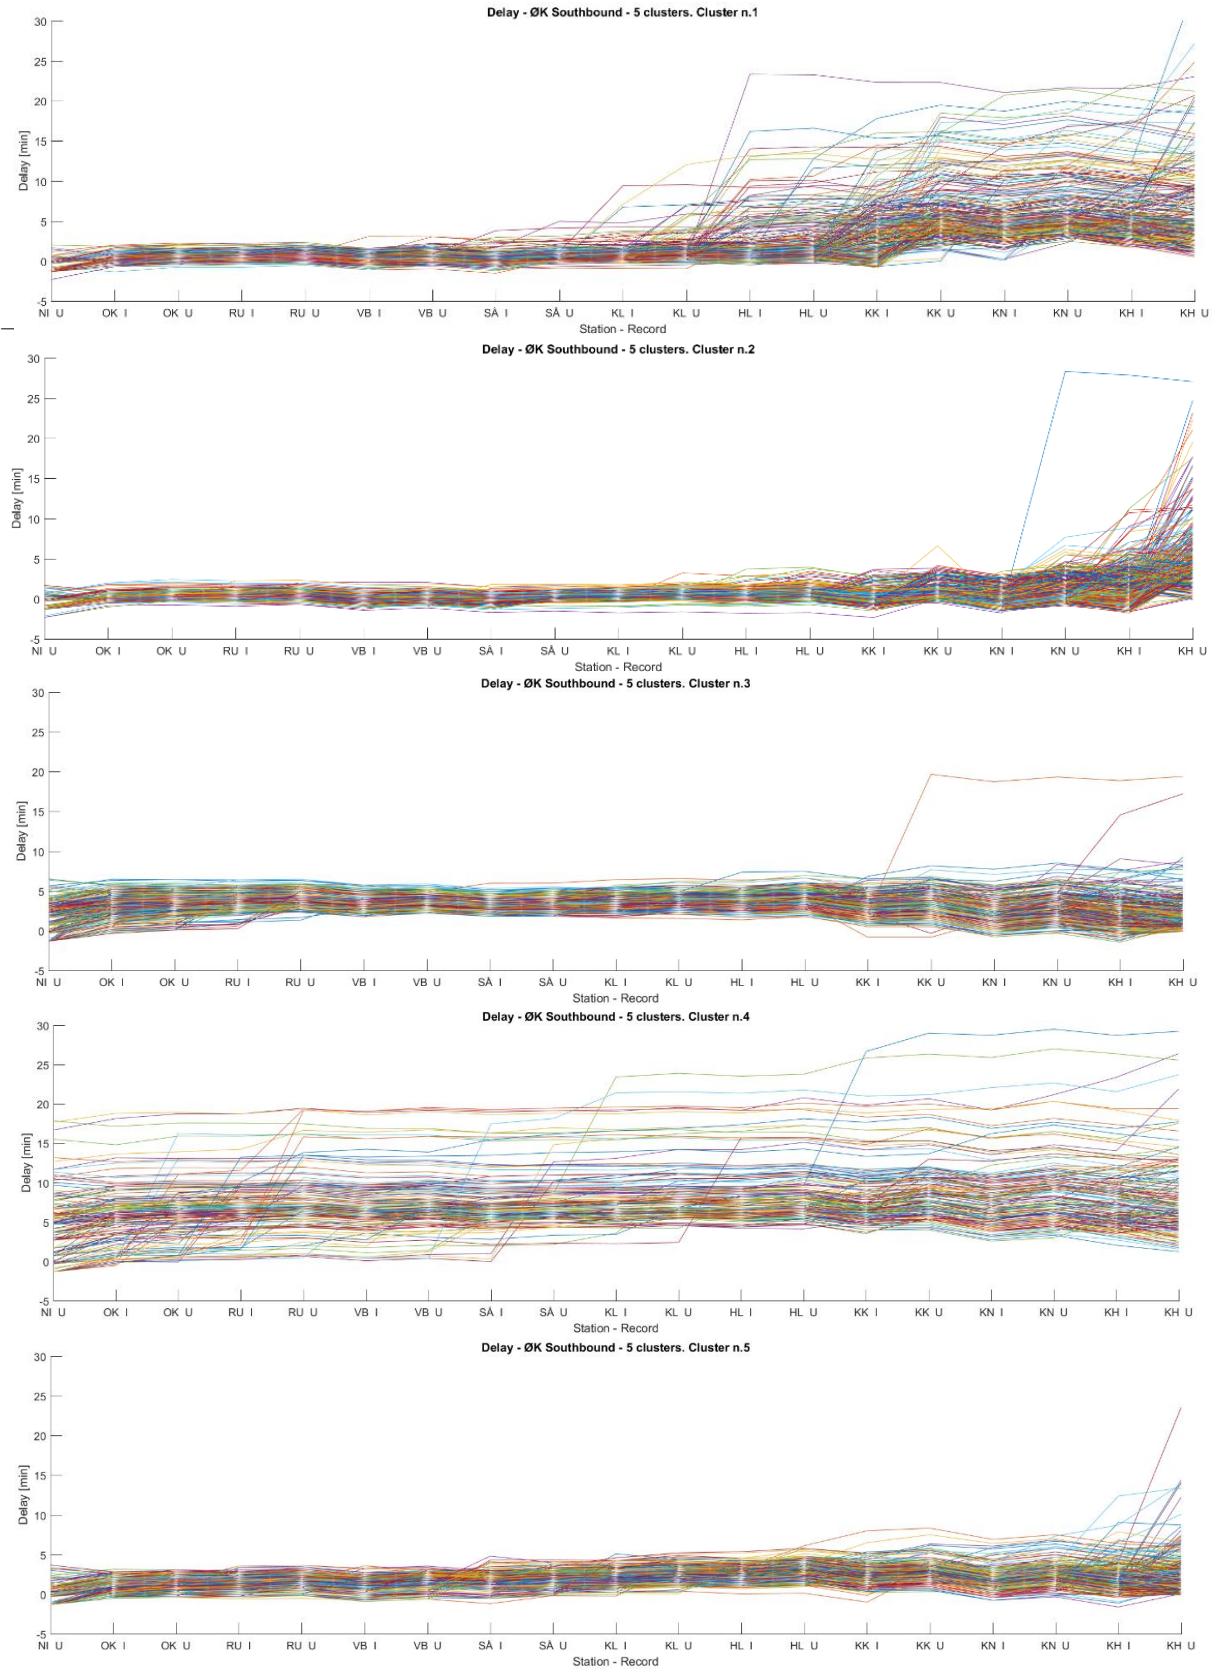 Delay - ØK Southbound - 5 clusters. Cluster n.1
30
25
20
15
10
5
0
-5
Delay [min]
NI U OK I OK U RU I RU U VB I VB U SÅ I SÅ U KL I KL U HL I HL U KK I KK U KN I KN U KH I KH U
Station - Record
Delay - ØK Southbound - 5 clusters. Cluster n.2
30
25
20
15
10
5
0
-5
Delay [min]
NI U OK I OK U RU I RU U VB I VB U SÅ I SÅ U KL I KL U HL I HL U KK I KK U KN I KN U KH I KH U
Station - Record
Delay - ØK Southbound - 5 clusters. Cluster n.3
30
25
20
15
10
5
0
-5
Delay [min]
NI U OK I OK U RU I RU U VB I VB U SÅ I SÅ U KL I KL U HL I HL U KK I KK U KN I KN U KH I KH U
Station - Record
Delay - ØK Southbound - 5 clusters. Cluster n.4
30
25
20
15
10
5
0
-5
Delay [min]
NI U OK I OK U RU I RU U VB I VB U SÅ I SÅ U KL I KL U HL I HL U KK I KK U KN I KN U KH I KH U
Station - Record
Delay - ØK Southbound - 5 clusters. Cluster n.5
30
25
20
15
10
5
0
-5
Delay [min]
NI U OK I OK U RU I RU U VB I VB U SÅ I SÅ U KL I KL U HL I HL U KK I KK U KN I KN U KH I KH U
Station - Record